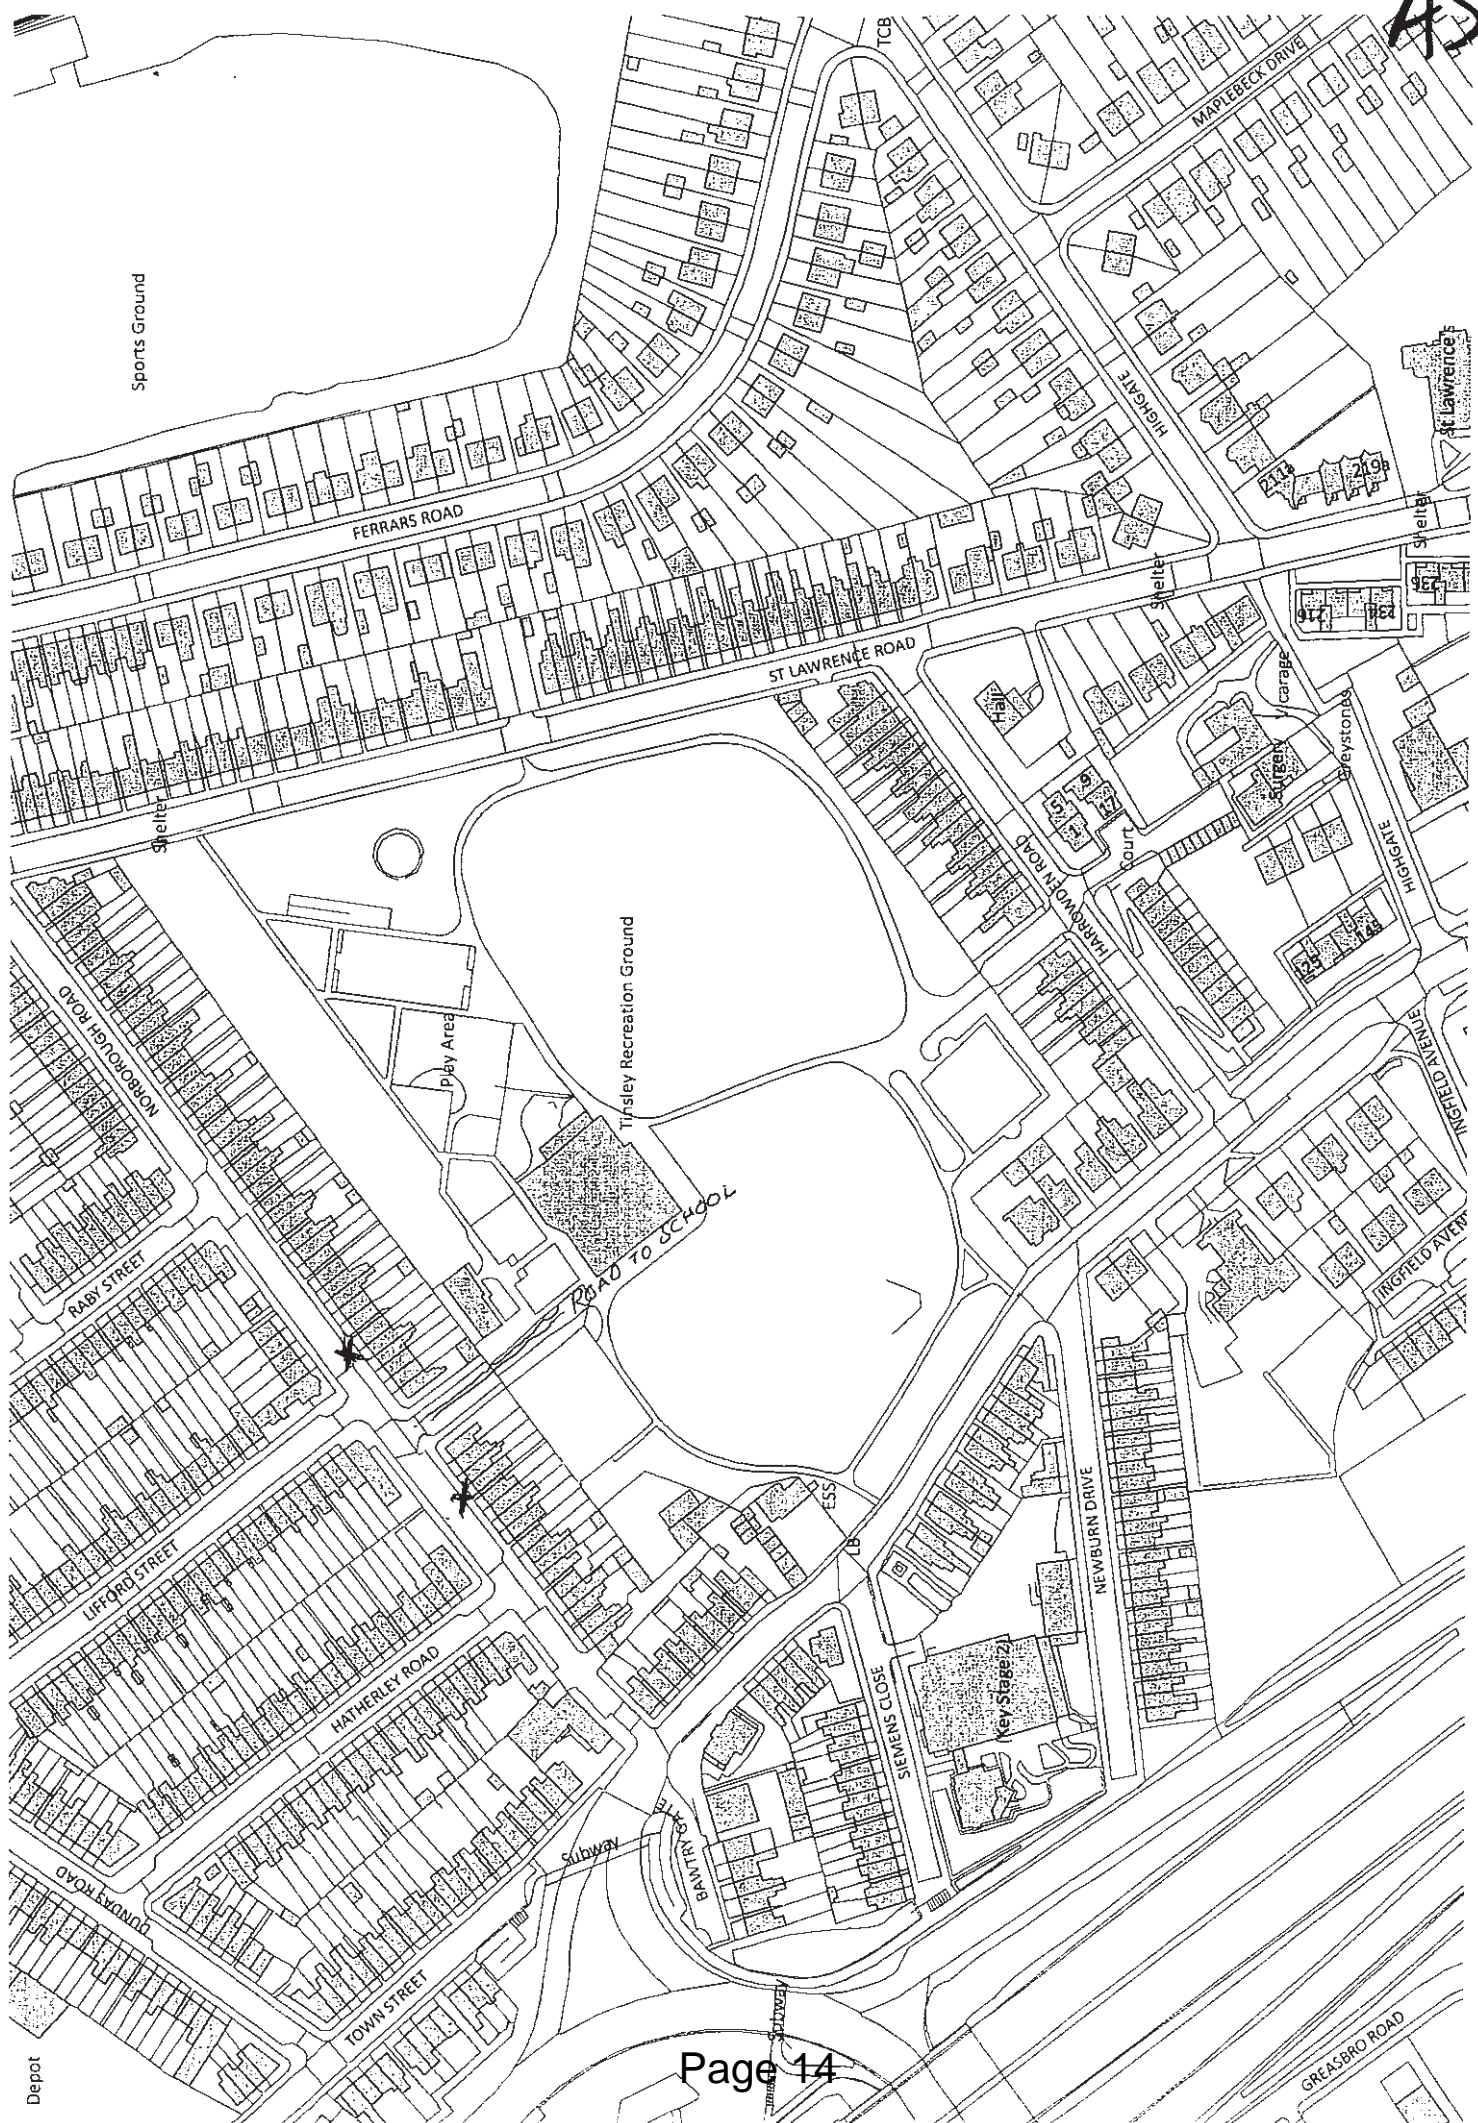 TCB
MAPLEBECK DRIVE
Sports Ground
HIGHGATE
St Lawrence's
211a
219a
FERRARS ROAD
Shelter
Shelter
236
216
234
ST LAWRENCE ROAD
Hall
Vicarage
Surgery
Greystones
Shelter
5
9
1
17
Court
HARROWDEN ROAD
HIGHGATE
125
145
NORBOROUGH ROAD
Play Area
Tinsley Recreation Ground
INGFIELD AVENUE
ROAD TO SCHOOL
RABY STREET
INGFIELD AVEN
LIFFORD STREET
ESS
LB
NEWBURN DRIVE
HATHERLEY ROAD
(Key Stage 2)
SIEMENS CLOSE
BAWTRY GATE
Subway
DUNDAS ROAD
TOWN STREET
Subway
Depot
GREASBRO ROAD
Page 14